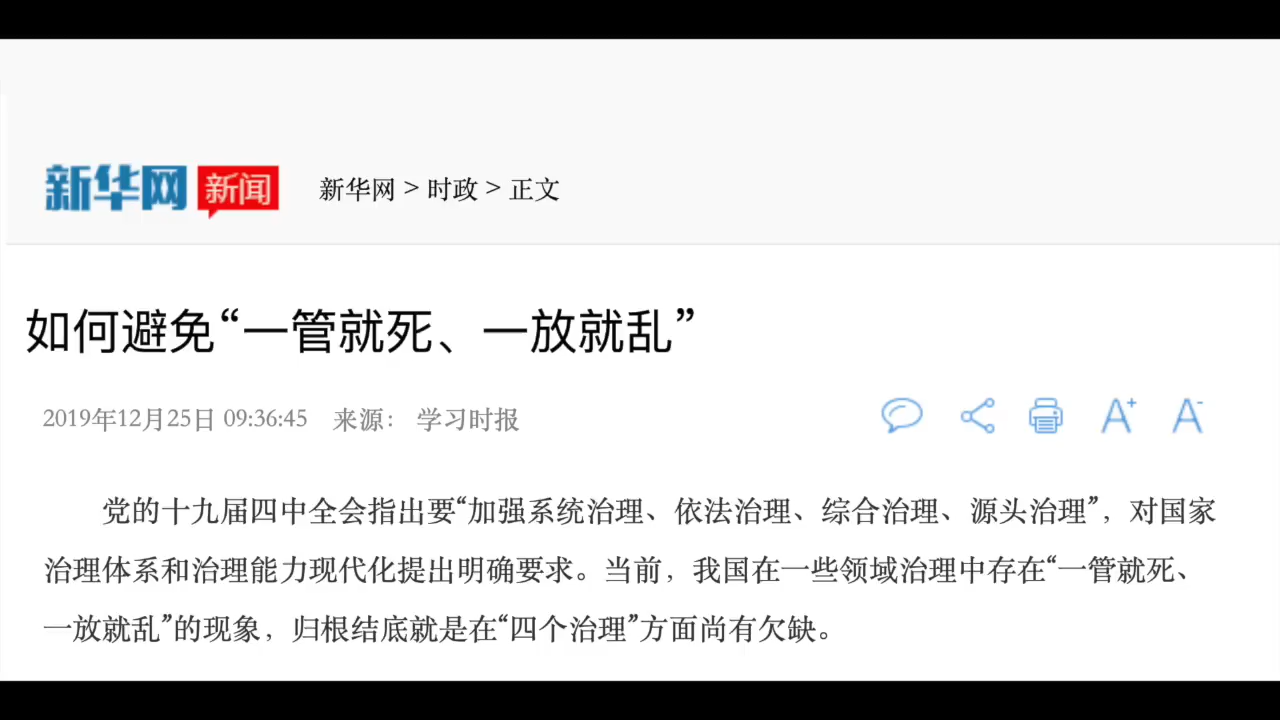 新华网 新闻 新华网 > 时政 > 正文
如何避免“一管就死、一放就乱”
2019年12月25日 09:36:45 来源： 学习时报 A+ A-
党的十九届四中全会指出要“加强系统治理、依法治理、综合治理、源头治理”，对国家
治理体系和治理能力现代化提出明确要求。当前，我国在一些领域治理中存在“一管就死、
一放就乱”的现象，归根结底就是在“四个治理”方面尚有欠缺。